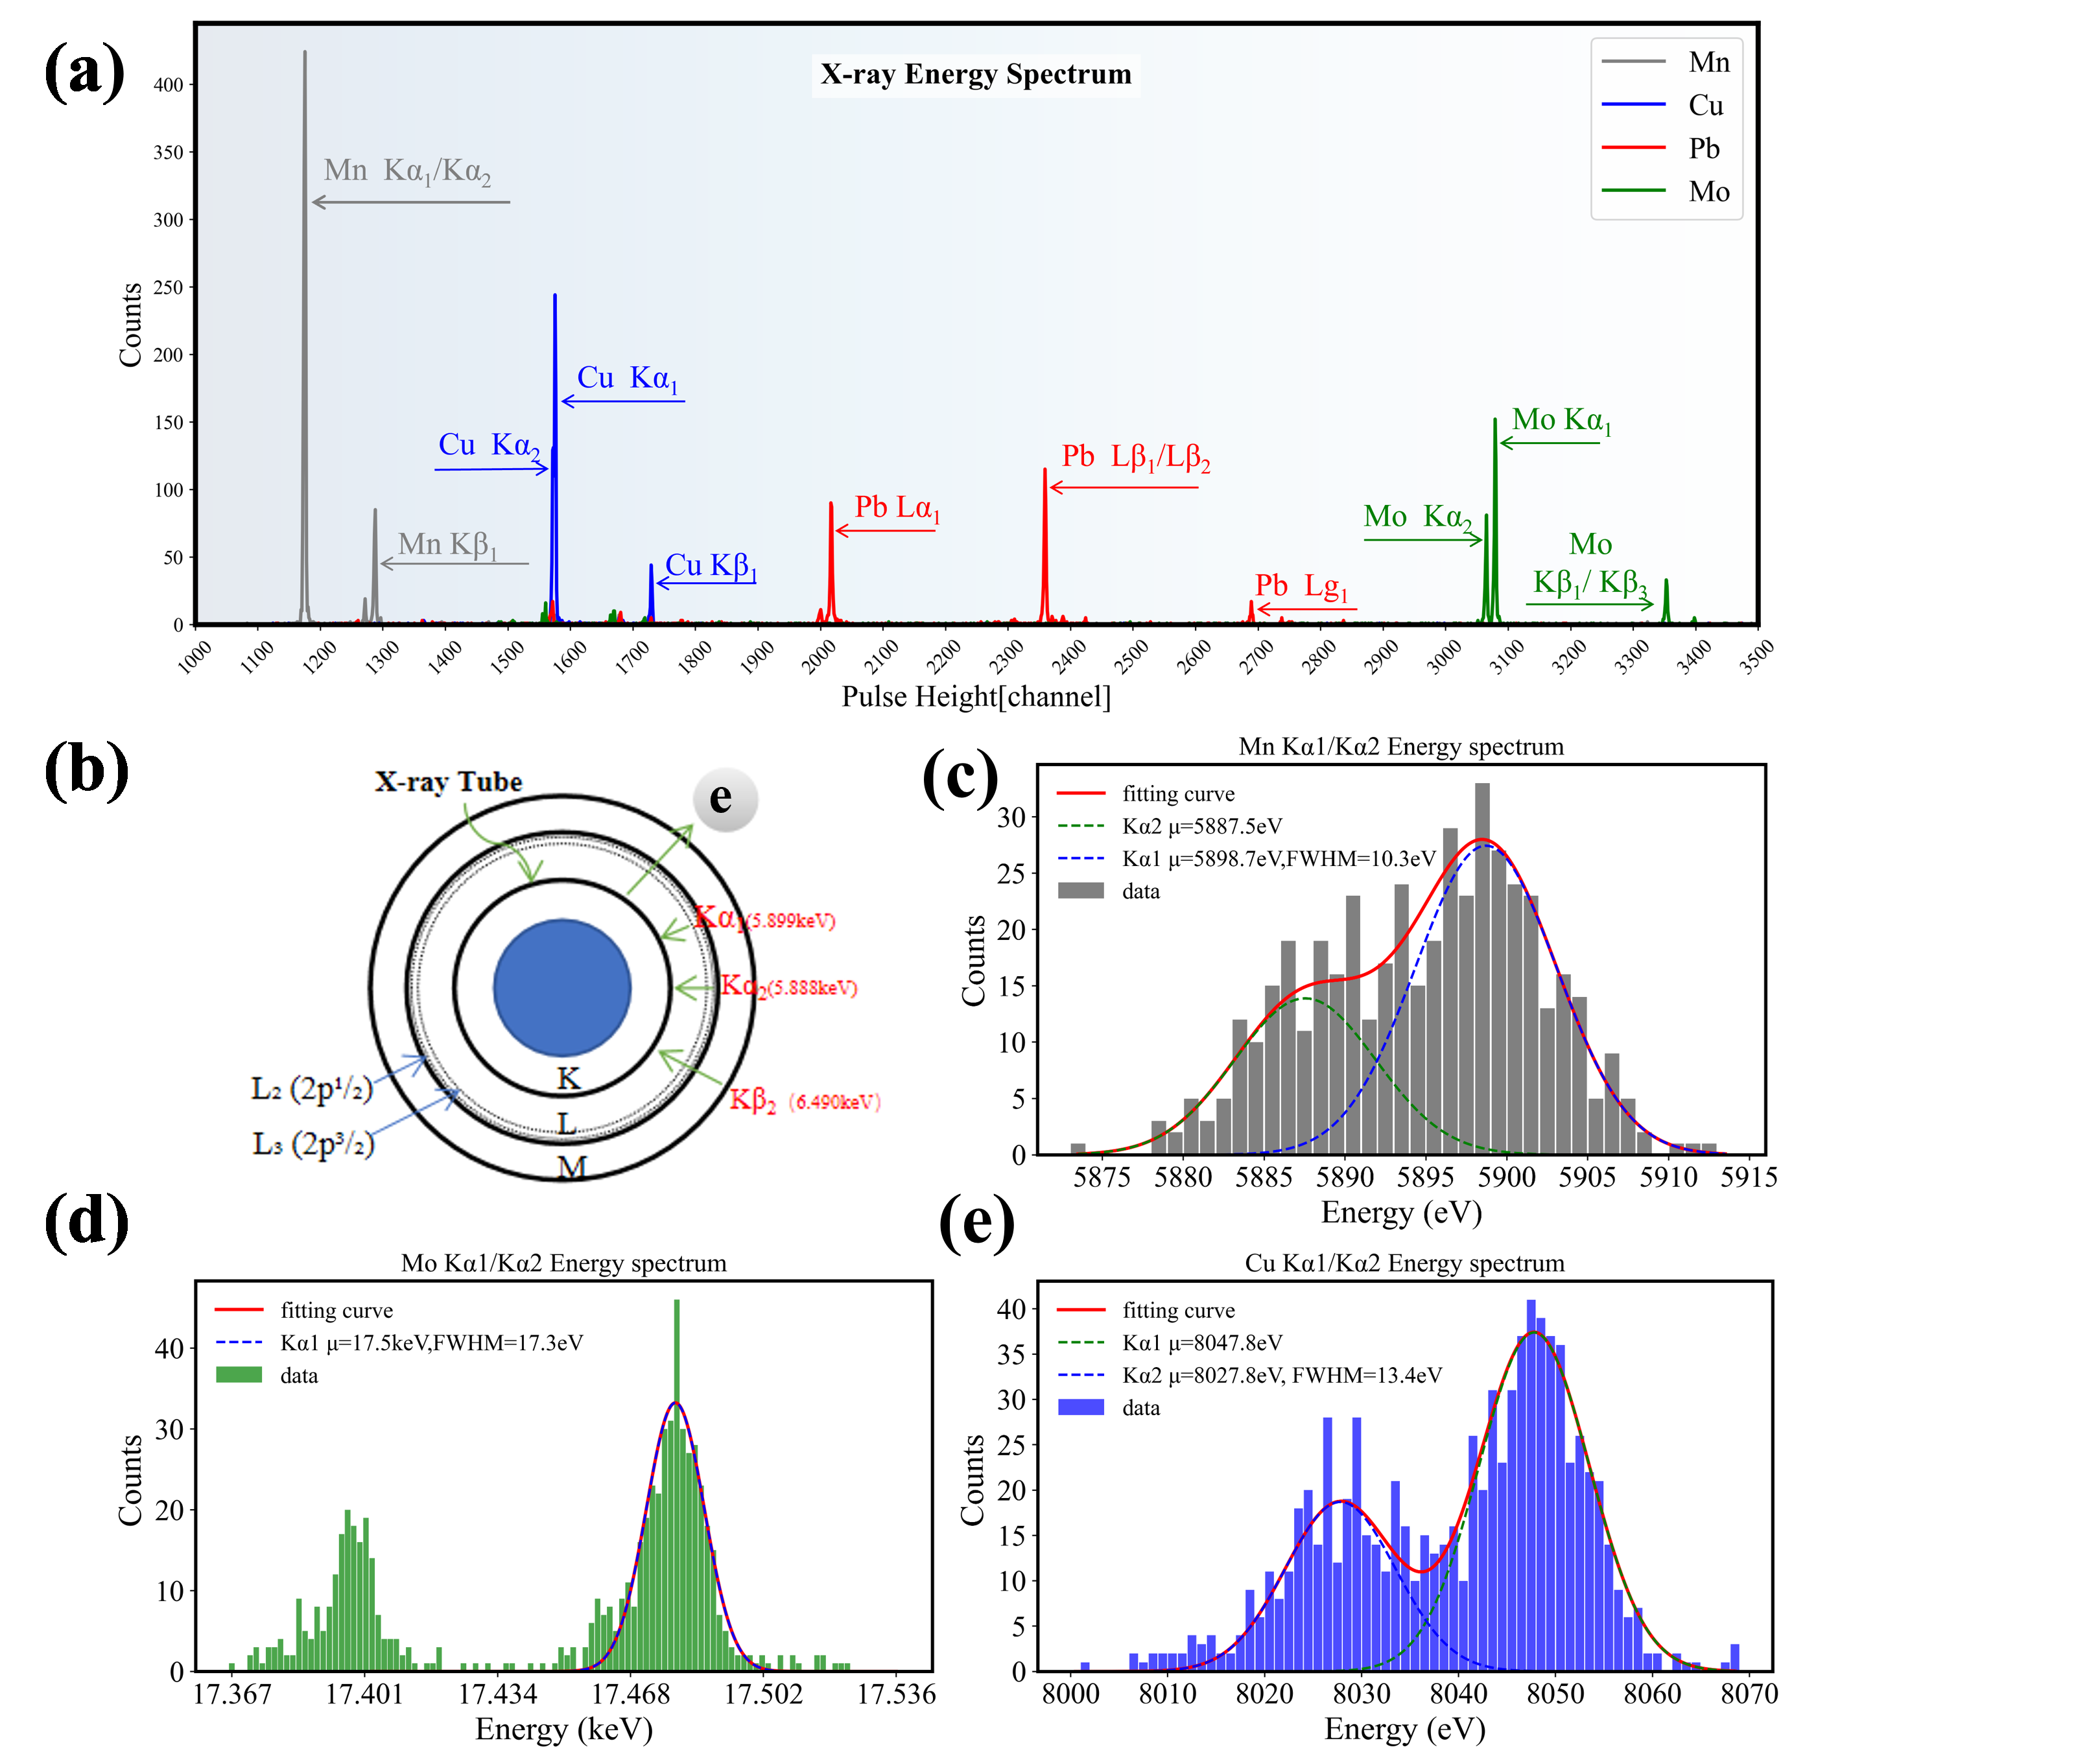 (a)
X-ray Energy Spectrum
Mn
Cu
Pb
Mo
Mn Kα₁/Kα₂
Mn Kβ₁
Cu Kα₁
Cu Kα₂
Cu Kβ₁
Pb Lα₁
Pb Lβ₁/Lβ₂
Pb Lg₁
Mo Kα₁
Mo Kα₂
Mo
Kβ₁/ Kβ₃
Counts
400
350
300
250
200
150
100
50
0
1000 1100 1200 1300 1400 1500 1600 1700 1800 1900 2000 2100 2200 2300 2400 2500 2600 2700 2800 2900 3000 3100 3200 3300 3400 3500
Pulse Height[channel]
(b)
X-ray Tube
e
Kα₁(5.899keV)
Kα₂(5.888keV)
Kβ₂ (6.490keV)
L₂ (2p¹/₂)
L₃ (2p³/₂)
K
L
M
(c)
Mn Kα1/Kα2 Energy spectrum
fitting curve
Kα2 μ=5887.5eV
Kα1 μ=5898.7eV,FWHM=10.3eV
data
Counts
30
25
20
15
10
5
0
5875 5880 5885 5890 5895 5900 5905 5910 5915
Energy (eV)
(d)
Mo Kα1/Kα2 Energy spectrum
fitting curve
Kα1 μ=17.5keV,FWHM=17.3eV
data
Counts
40
30
20
10
0
17.367 17.401 17.434 17.468 17.502 17.536
Energy (keV)
(e)
Cu Kα1/Kα2 Energy spectrum
fitting curve
Kα1 μ=8047.8eV
Kα2 μ=8027.8eV, FWHM=13.4eV
data
Counts
40
35
30
25
20
15
10
5
0
8000 8010 8020 8030 8040 8050 8060 8070
Energy (eV)